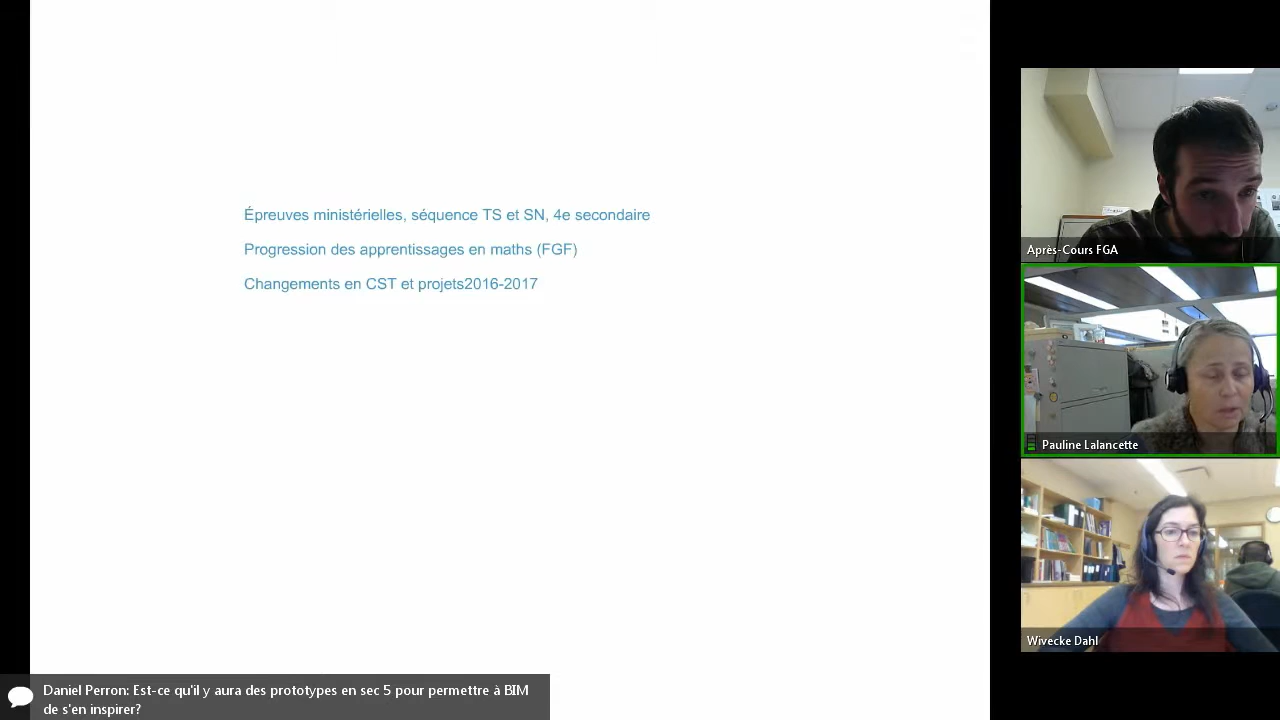 Épreuves ministérielles, séquence TS et SN, 4e secondaire
Progression des apprentissages en maths (FGF)
Changements en CST et projets2016-2017
Après-Cours FGA
Pauline Lalancette
Wivecke Dahl
Daniel Perron: Est-ce qu'il y aura des prototypes en sec 5 pour permettre à BIM
de s'en inspirer?